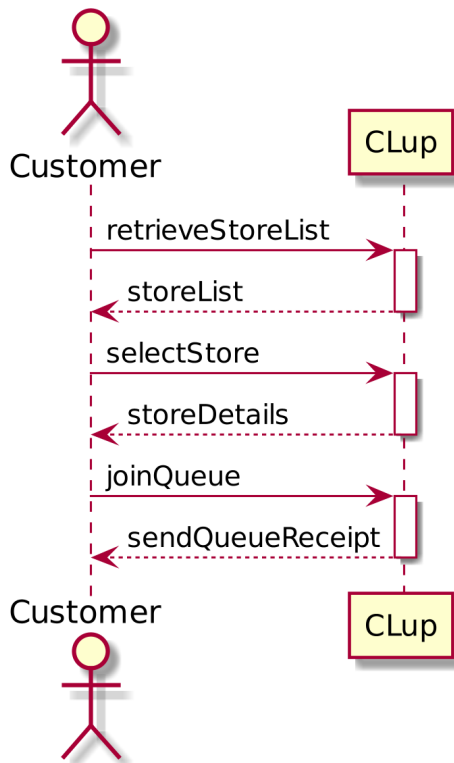 Customer
CLup
retrieveStoreList
storeList
selectStore
storeDetails
joinQueue
sendQueueReceipt
Customer
CLup